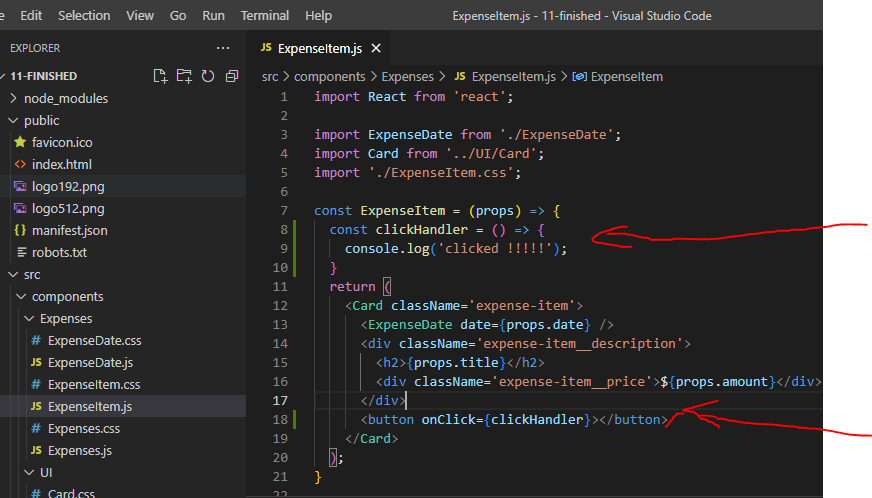 e Edit Selection View Go Run Terminal Help ExpenseItem.js - 11-finished - Visual Studio Code
EXPLORER ···
11-FINISHED
node_modules
public
favicon.ico
<> index.html
logo192.png
logo512.png
{} manifest.json
robots.txt
src
components
Expenses
# ExpenseDate.css
JS ExpenseDate.js
# ExpenseItem.css
JS ExpenseItem.js
# Expenses.css
JS Expenses.js
UI
# Card.css
JS ExpenseItem.js ×
src > components > Expenses > JS ExpenseItem.js > ExpenseItem
1 import React from 'react';
2
3 import ExpenseDate from './ExpenseDate';
4 import Card from '../UI/Card';
5 import './ExpenseItem.css';
6
7 const ExpenseItem = (props) => {
8 const clickHandler = () => {
9 console.log('clicked !!!!!');
10 }
11 return (
12 <Card className='expense-item'>
13 <ExpenseDate date={props.date} />
14 <div className='expense-item__description'>
15 <h2>{props.title}</h2>
16 <div className='expense-item__price'>${props.amount}</div>
17 </div>
18 <button onClick={clickHandler}></button>
19 </Card>
20 );
21 }
22